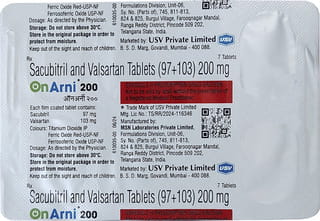 Ferric Oxide Red-USP-NF
Ferrosoferric Oxide-USP-NF
Dosage: As directed by the Physician.
Storage: Do not store above 30°C.
Store in the original package in order to
protect from moisture.
Keep out of the sight and reach of children.
Formulations Division, Unit-06,
Sy. No. (Parts of), 745, 811-813,
824 & 825, Burgul Village, Farooqnagar Mandal,
Ranga Reddy District, Pincode 509 202,
Telangana State, India.
Marketed by USV Private Limited
B. S. D. Marg, Govandi, Mumbai - 400 088.
USV
Rx
7 Tablets
Sacubitril and Valsartan Tablets (97+103) 200 mg
OnArni 200
ऑनआर्नी २००
Each film coated tablet contains:
Sacubitril 97 mg
Valsartan 103 mg
Colours: Titanium Dioxide IP
Ferric Oxide Red-USP-NF
Ferrosoferric Oxide-USP-NF
Dosage: As directed by the Physician.
Storage: Do not store above 30°C.
Store in the original package in order
to protect from moisture.
Keep out of the sight and reach of children.
* Trade Mark of USV Private Limited
Mfg. Lic No.: TS/RR/2024-116346
Manufactured by:
MSN Laboratories Private Limited,
Formulations Division, Unit-06,
Sy. No. (Parts of), 745, 811-813,
824 & 825, Burgul Village, Farooqnagar Mandal,
Ranga Reddy District, Pincode 509 202,
Telangana State, India.
Marketed by USV Private Limited
B. S. D. Marg, Govandi, Mumbai - 400 088.
USV
Rx
7 Tablets
Sacubitril and Valsartan Tablets (97+103) 200 mg
OnArni 200